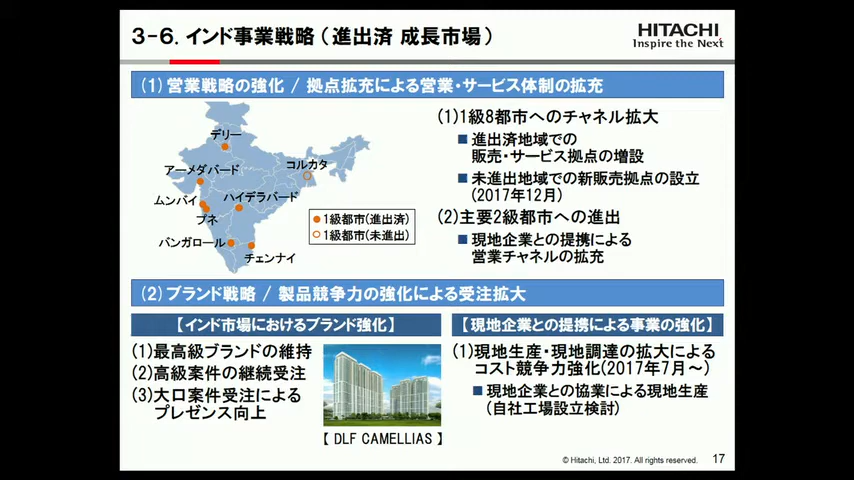 3-6. インド事業戦略（進出済 成長市場）
HITACHI
Inspire the Next
(1) 営業戦略の強化 / 拠点拡充による営業・サービス体制の拡充
デリー
アーメダバード
コルカタ
ムンバイ
ハイデラバード
プネ
バンガロール
チェンナイ
1級都市(進出済)
1級都市(未進出)
(1)1級8都市へのチャネル拡大
■ 進出済地域での
販売・サービス拠点の増設
■ 未進出地域での新販売拠点の設立
(2017年12月)
(2)主要2級都市への進出
■ 現地企業との提携による
営業チャネルの拡充
(2) ブランド戦略 / 製品競争力の強化による受注拡大
【インド市場におけるブランド強化】
(1)最高級ブランドの維持
(2)高級案件の継続受注
(3)大口案件受注による
プレゼンス向上
【 DLF CAMELLIAS 】
【現地企業との提携による事業の強化】
(1)現地生産・現地調達の拡大による
コスト競争力強化(2017年7月～)
■ 現地企業との協業による現地生産
(自社工場設立検討)
© Hitachi, Ltd. 2017. All rights reserved.
17